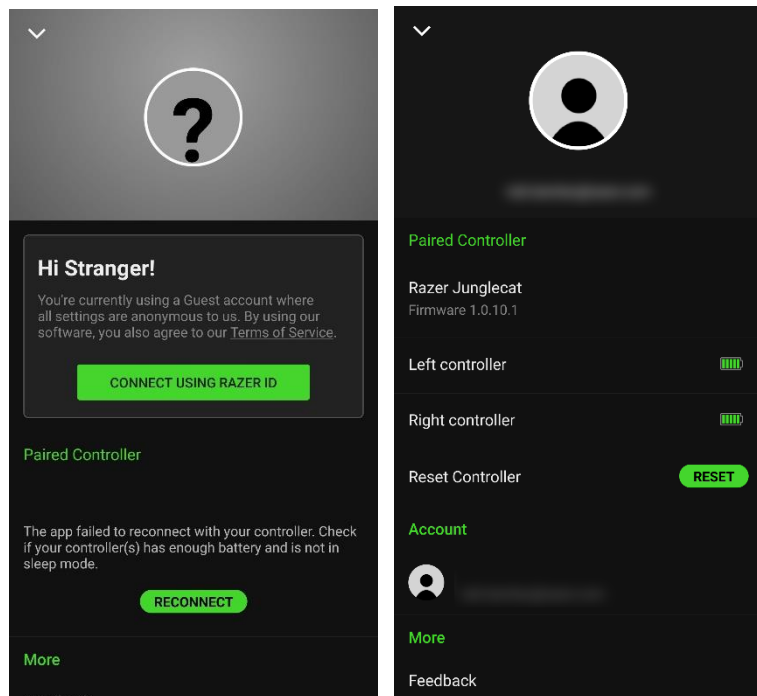 ?
Hi Stranger!
You're currently using a Guest account where
all settings are anonymous to us. By using our
software, you also agree to our Terms of Service.
CONNECT USING RAZER ID
Paired Controller
The app failed to reconnect with your controller. Check
if your controller(s) has enough battery and is not in
sleep mode.
RECONNECT
More
Paired Controller
Razer Junglecat
Firmware 1.0.10.1
Left controller
Right controller
Reset Controller
RESET
Account
More
Feedback